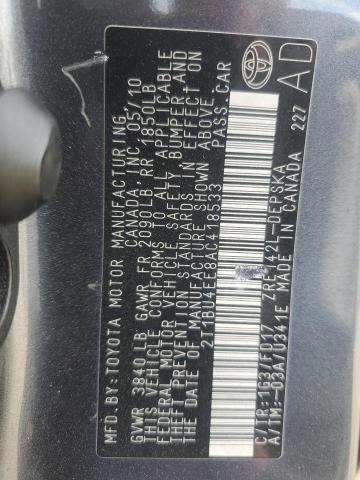 MFD. BY: TOYOTA MOTOR MANUFACTURING
CANADA, INC. 05/10
GVWR 3840LB GAWR FR 2090LB, RR 1850LB
THIS VEHICLE CONFORMS TO ALL APPLICABLE
FEDERAL MOTOR VEHICLE SAFETY, BUMPER AND
THEFT PREVENTION STANDARDS IN EFFECT ON
DATE OF MANUFACTURE SHOWN ABOVE.
2T1BU4EE8AC418533 PASS. CAR
TOYOTA
AD
C/TR:1G3/FB17 ZRE142L-DEPSKA
A/TM:-03A/U341E MADE IN CANADA 227